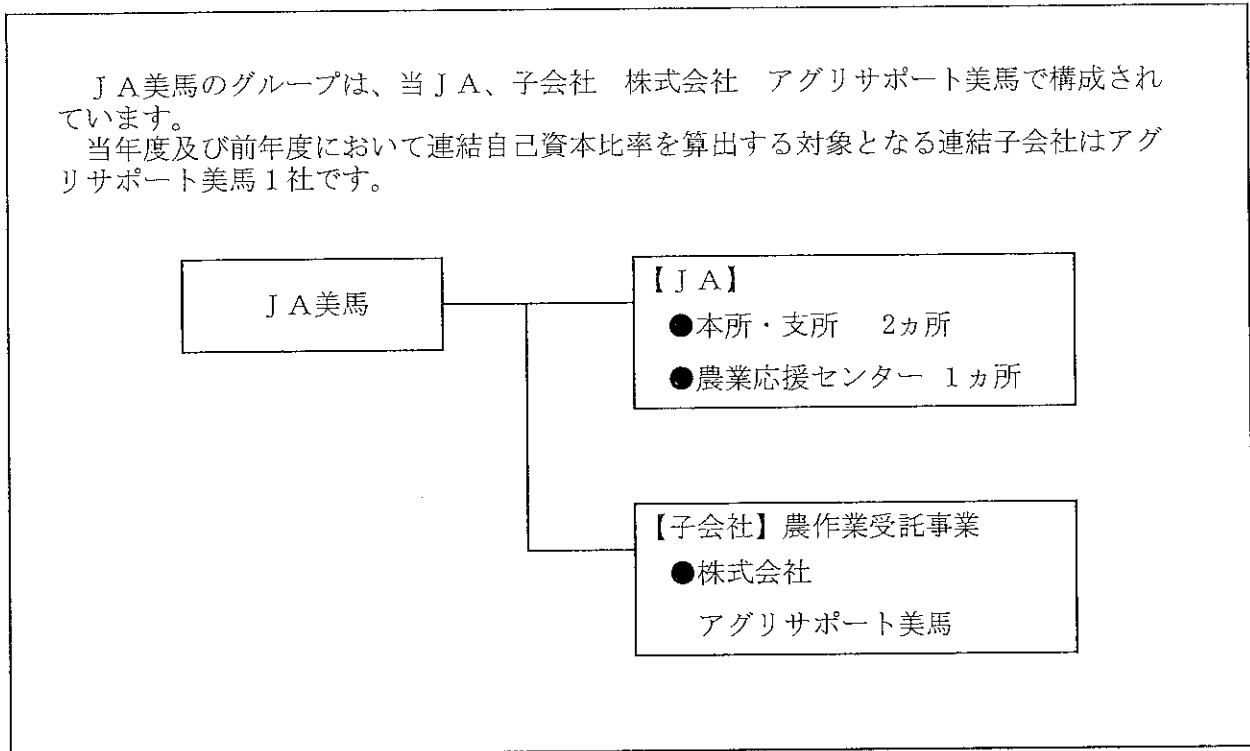 ＪＡ美馬のグループは、当ＪＡ、子会社　株式会社　アグリサポート美馬で構成され
ています。
　当年度及び前年度において連結自己資本比率を算出する対象となる連結子会社はアグ
リサポート美馬１社です。
ＪＡ美馬
【ＪＡ】
●本所・支所　2ヵ所
●農業応援センター １ヵ所
【子会社】農作業受託事業
●株式会社
アグリサポート美馬